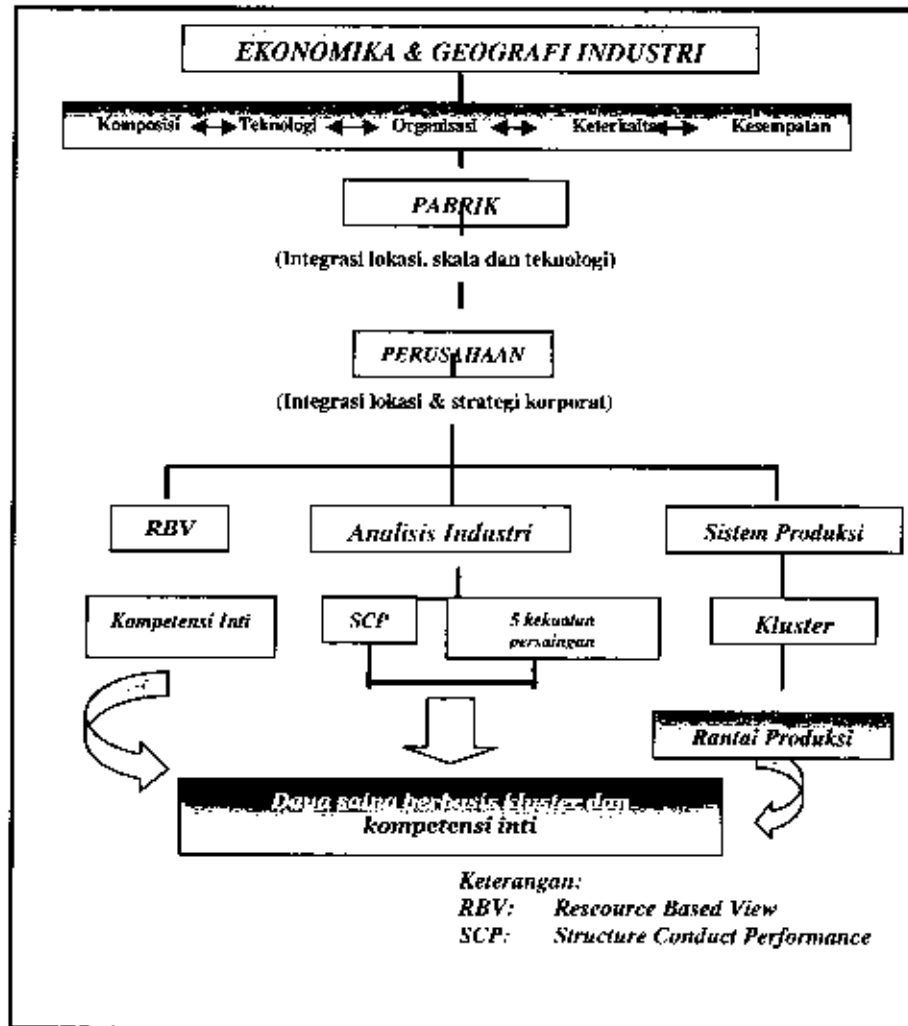 EKONOMIKA & GEOGRAFI INDUSTRI
Komposisi Teknologi Organisasi Keterkaita Kesempatan
PABRIK
(Integrasi lokasi, skala dan teknologi)
PERUSAHAAN
(Integrasi lokasi & strategi korporat)
RBV Analisis Industri Sistem Produksi
Kompetensi Inti SCP 5 kekuatan
persaingan
Kluster
Rantai Produksi
Daya saing berbasis kluster dan
kompetensi inti
Keterangan:
RBV: Rescource Based View
SCP: Structure Conduct Performance